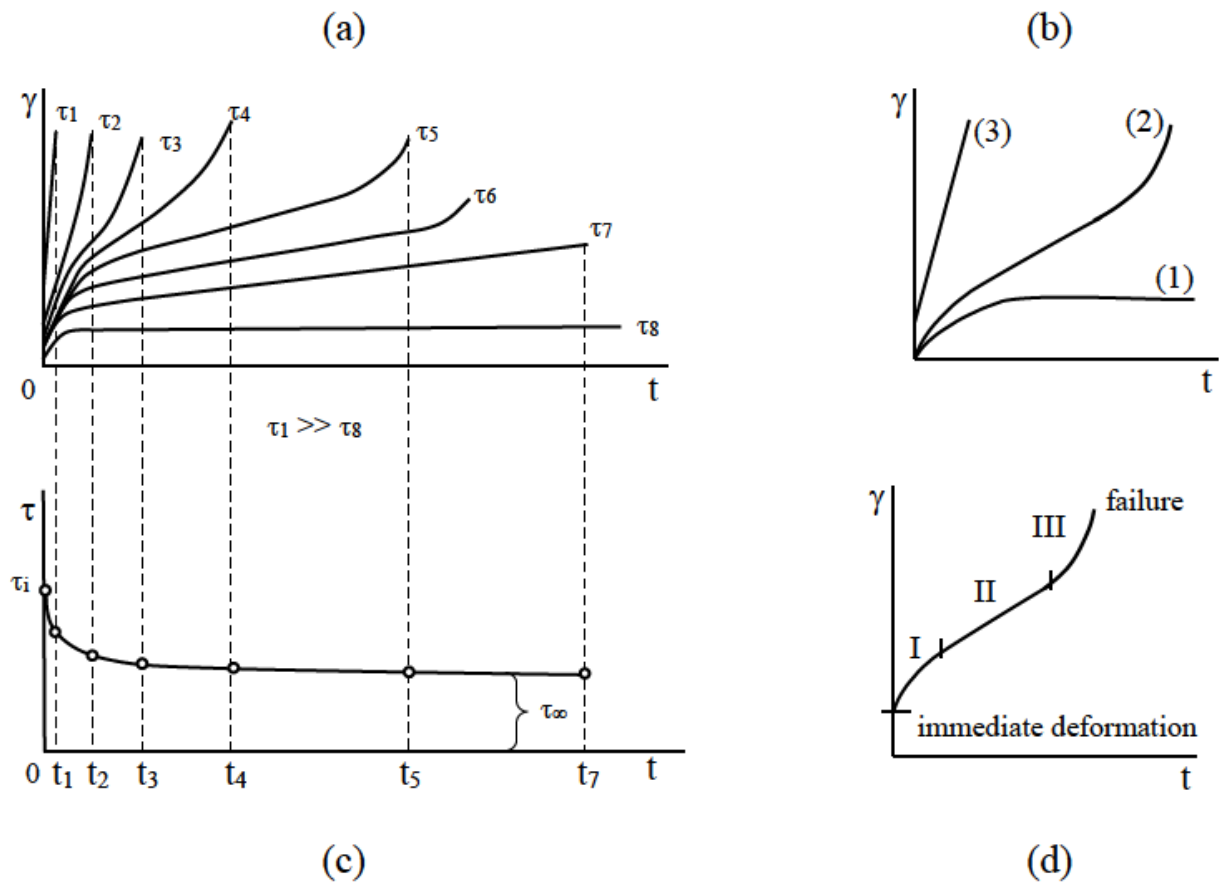 (a)
(b)
γ
τ1
τ2
τ3
τ4
τ5
τ6
τ7
τ8
0
t
τ1 >> τ8
γ
(3)
(2)
(1)
t
τ
τi
τ∞
0
t1
t2
t3
t4
t5
t7
t
γ
failure
III
II
I
immediate deformation
t
(c)
(d)